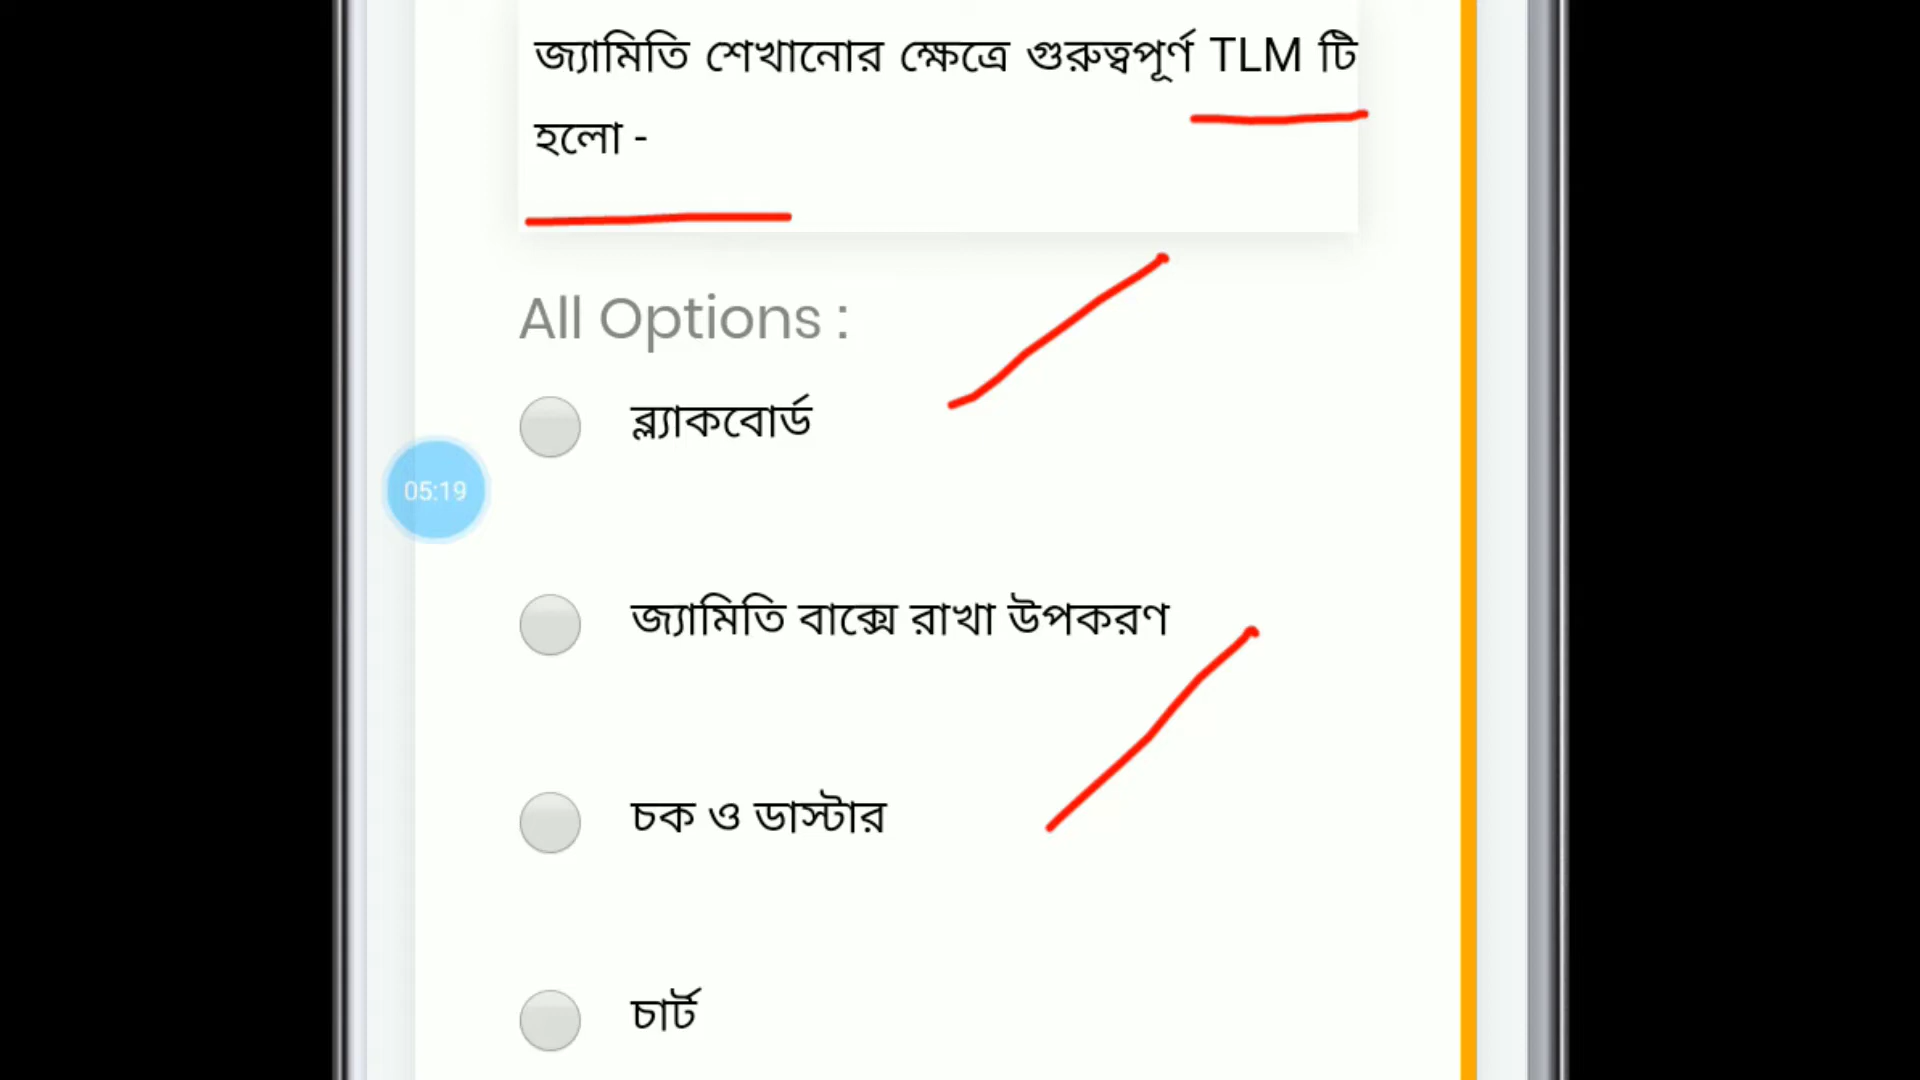 জ্যামিতি শেখানোর ক্ষেত্রে গুরুত্বপূর্ণ TLM টি
হলো -
All Options :
ব্ল্যাকবোর্ড
05:19
জ্যামিতি বাক্সে রাখা উপকরণ
চক ও ডাস্টার
চার্ট